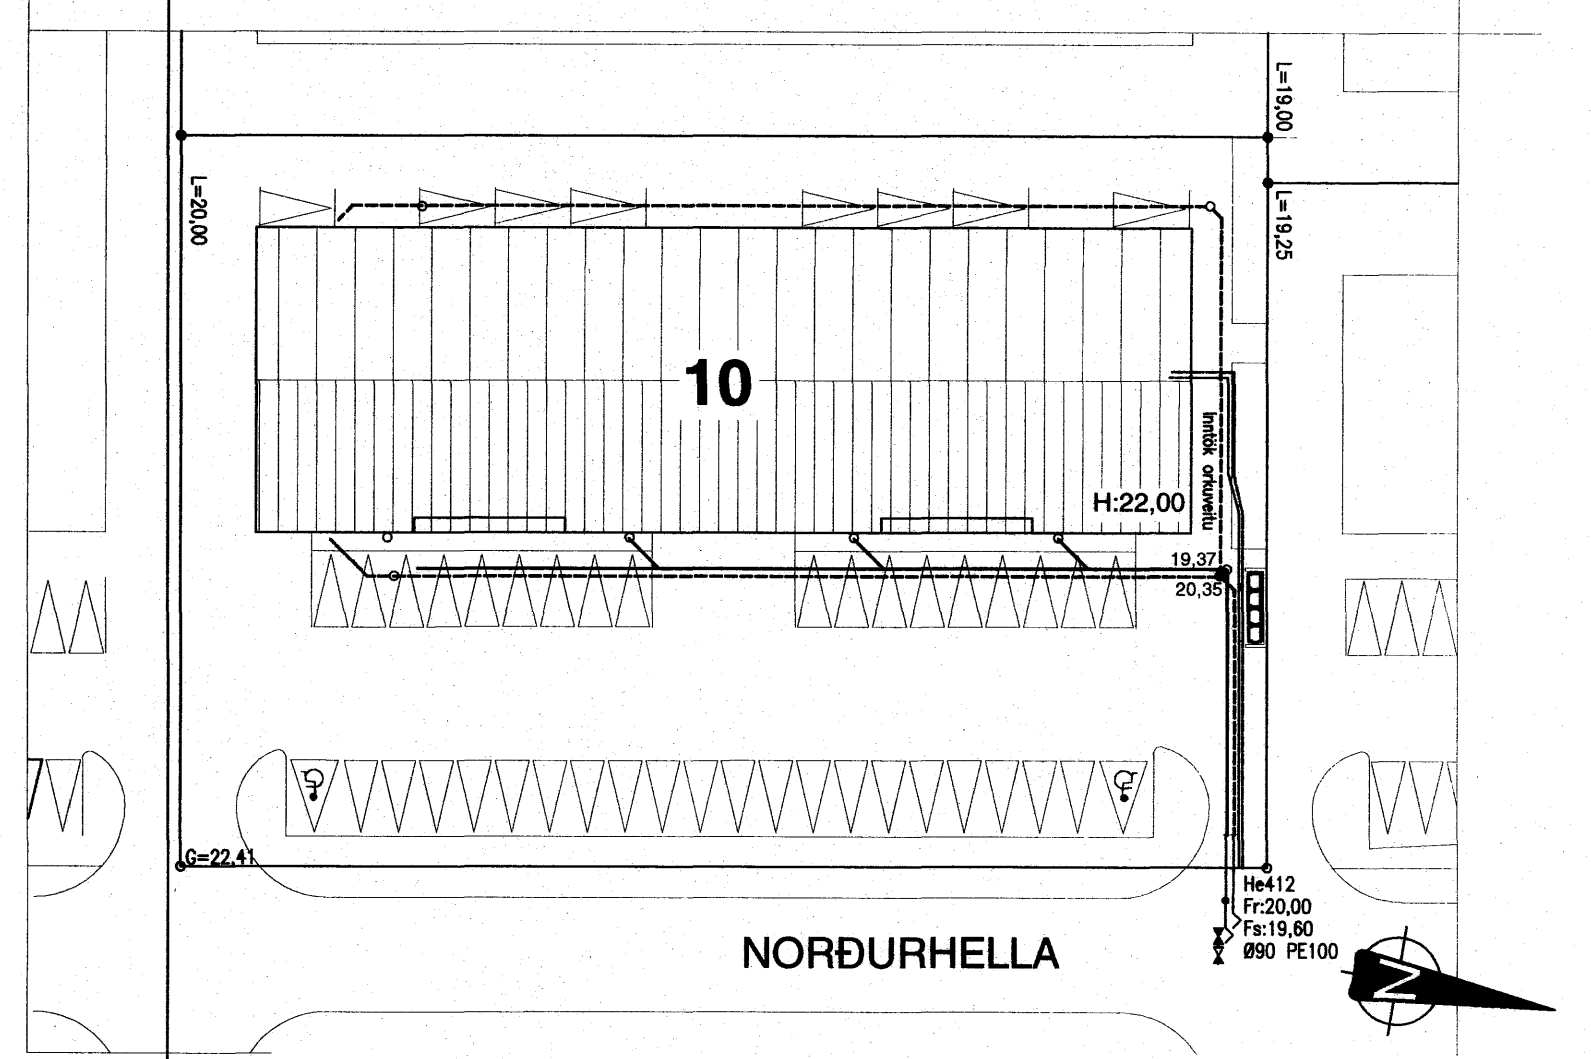 L=19,00
L=20,00
L=19,25
10
inntök orkuveitu
H:22,00
19,37
20,35
G=22,41
He412
Fr:20,00
Fs:19,60
Ø90 PE100
NORÐURHELLA
N